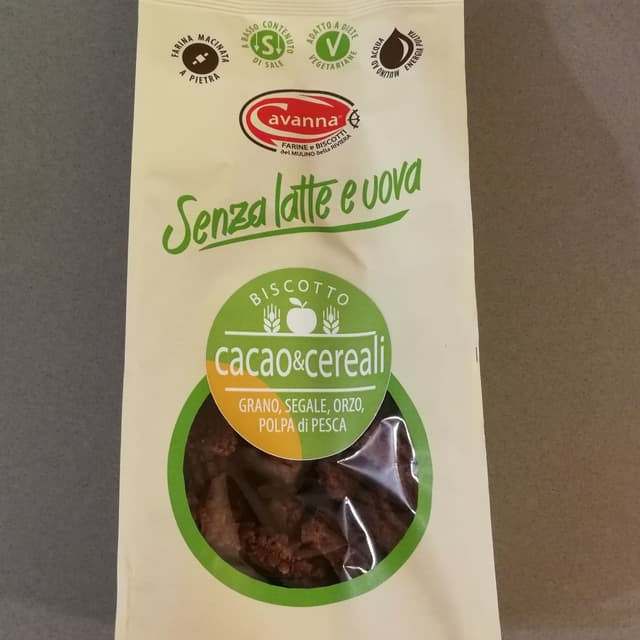 FARINA MACINATA
A PIETRA
A BASSO CONTENUTO
DI SALE
S
ADATTO A DIETE
VEGETARIANE
V
MULINO AD ACQUA
ENERGIA PULITA
Cavanna
FARINE e BISCOTTI
del MULINO della RIVIERA
Senza latte e uova
BISCOTTO
cacao&cereali
GRANO, SEGALE, ORZO,
POLPA di PESCA